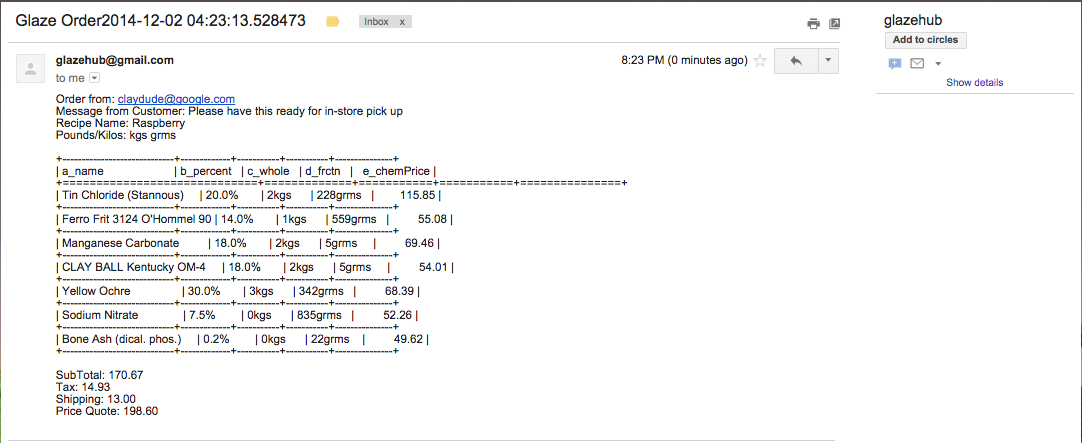 Glaze Order2014-12-02 04:23:13.528473 Inbox x
glazehub@gmail.com 8:23 PM (0 minutes ago)
to me
Order from: claydude@google.com
Message from Customer: Please have this ready for in-store pick up
Recipe Name: Raspberry
Pounds/Kilos: kgs grms
+----------------------------+-------------+-----------+-----------+---------------+
| a_name | b_percent | c_whole | d_frctn | e_chemPrice |
+============================+=============+===========+===========+===============+
| Tin Chloride (Stannous) | 20.0% | 2kgs | 228grms | 115.85 |
+----------------------------+-------------+-----------+-----------+---------------+
| Ferro Frit 3124 O'Hommel 90 | 14.0% | 1kgs | 559grms | 55.08 |
+----------------------------+-------------+-----------+-----------+---------------+
| Manganese Carbonate | 18.0% | 2kgs | 5grms | 69.46 |
+----------------------------+-------------+-----------+-----------+---------------+
| CLAY BALL Kentucky OM-4 | 18.0% | 2kgs | 5grms | 54.01 |
+----------------------------+-------------+-----------+-----------+---------------+
| Yellow Ochre | 30.0% | 3kgs | 342grms | 68.39 |
+----------------------------+-------------+-----------+-----------+---------------+
| Sodium Nitrate | 7.5% | 0kgs | 835grms | 52.26 |
+----------------------------+-------------+-----------+-----------+---------------+
| Bone Ash (dical. phos.) | 0.2% | 0kgs | 22grms | 49.62 |
+----------------------------+-------------+-----------+-----------+---------------+
SubTotal: 170.67
Tax: 14.93
Shipping: 13.00
Price Quote: 198.60
glazehub
Add to circles
Show details